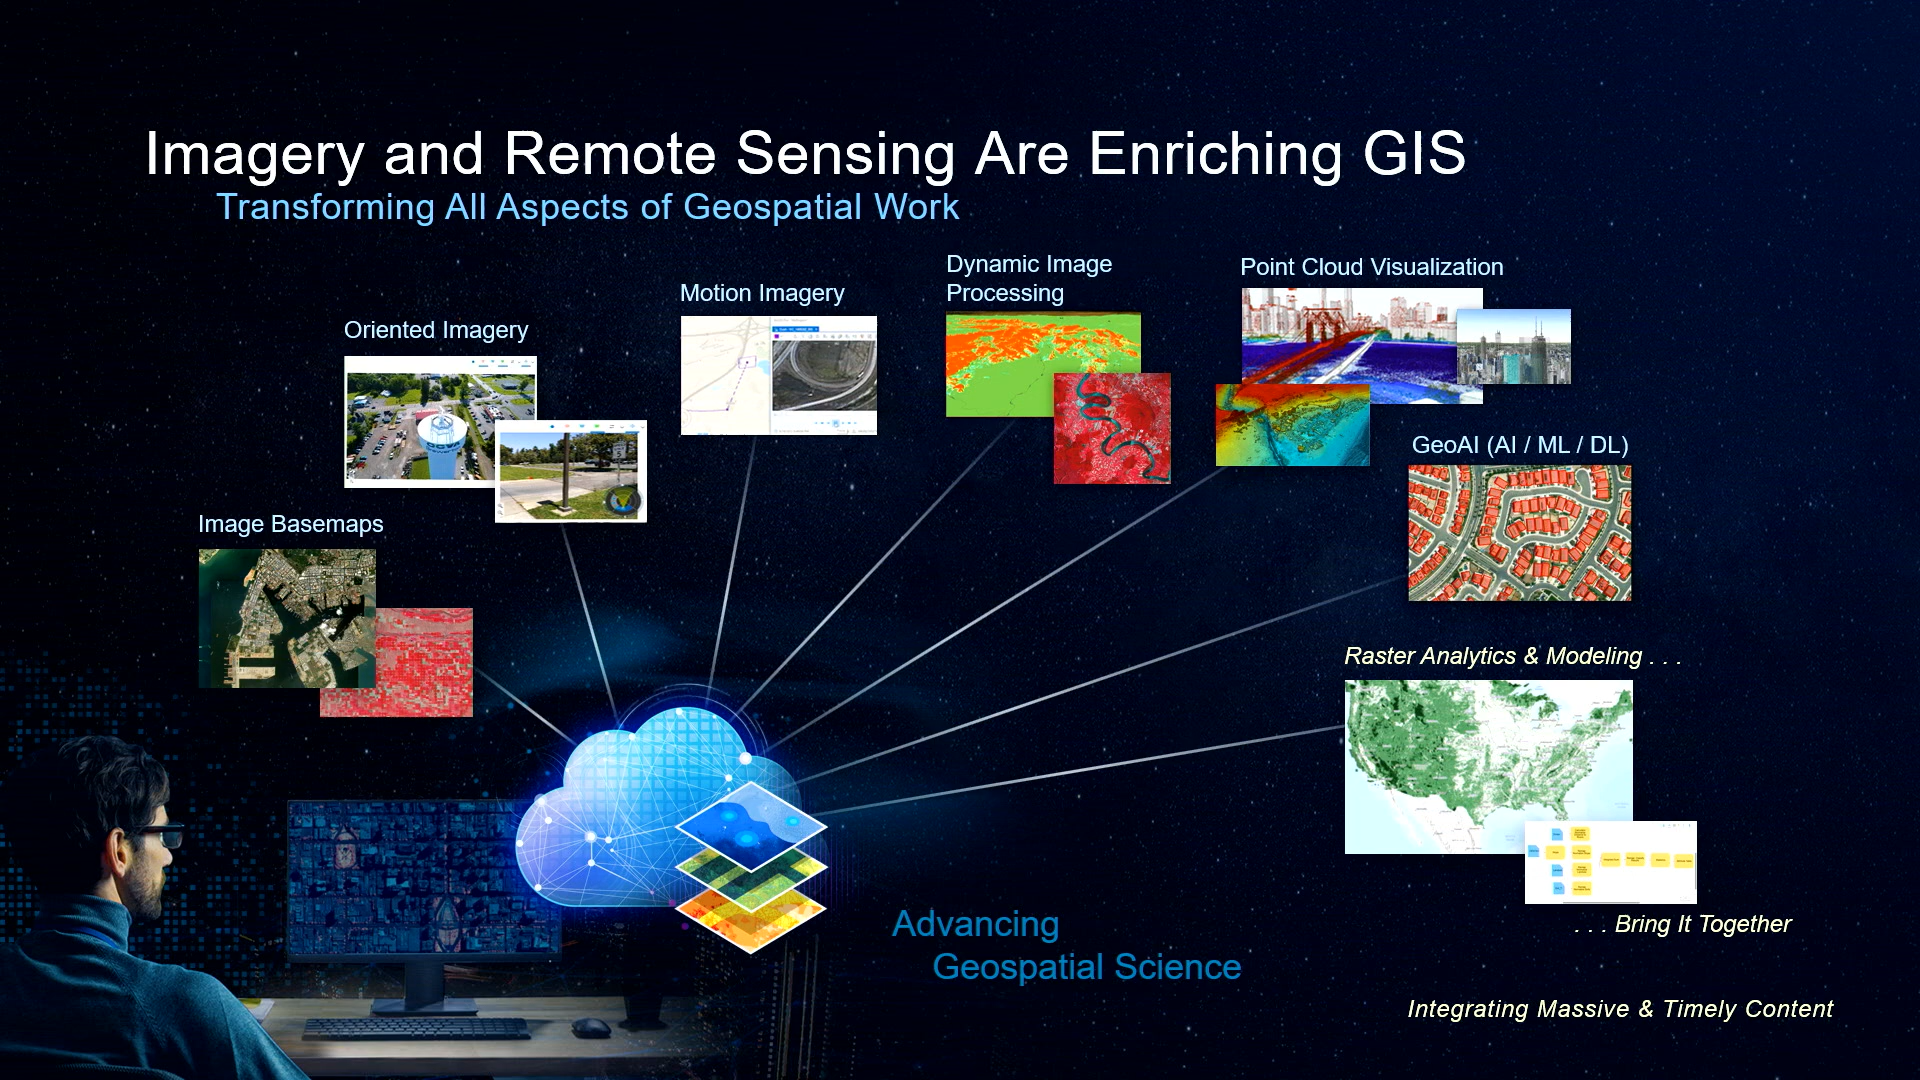 Imagery and Remote Sensing Are Enriching GIS
Transforming All Aspects of Geospatial Work
Dynamic Image
Processing
Point Cloud Visualization
Motion Imagery
Oriented Imagery
GeoAI (AI / ML / DL)
Image Basemaps
Raster Analytics & Modeling . . .
. . . Bring It Together
Advancing
Geospatial Science
Integrating Massive & Timely Content